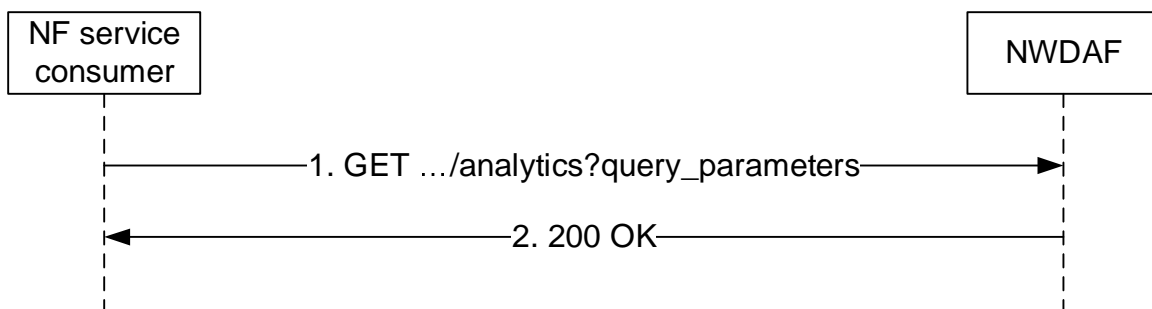 NF service
consumer
NWDAF
1. GET …/analytics?query_parameters
2. 200 OK